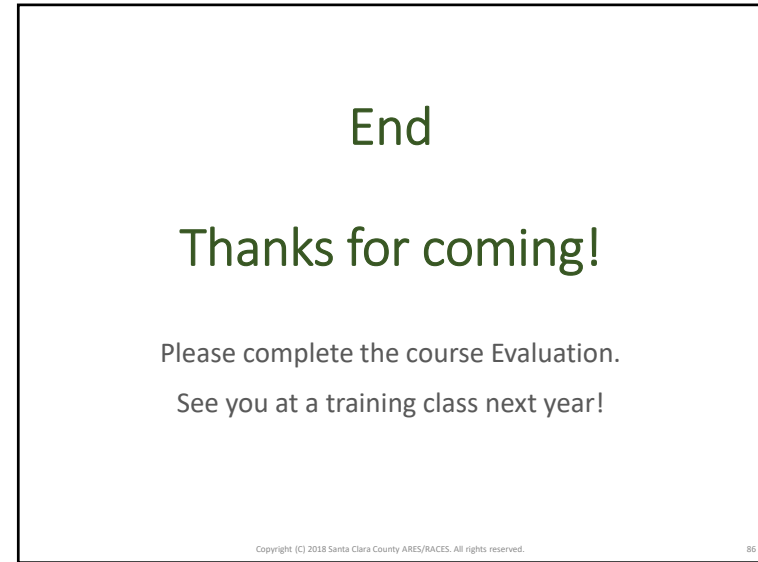 End
Thanks for coming!
Please complete the course Evaluation.
See you at a training class next year!
Copyright (C) 2018 Santa Clara County ARES/RACES. All rights reserved.
86